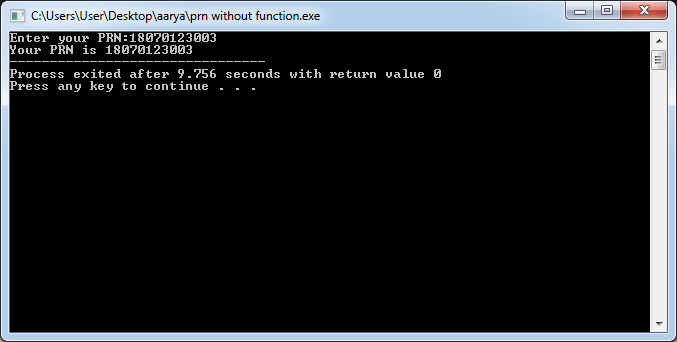 C:\Users\User\Desktop\aarya\prn without function.exe
Enter your PRN:18070123003
Your PRN is 18070123003
--------------------------------
Process exited after 9.756 seconds with return value 0
Press any key to continue . . .